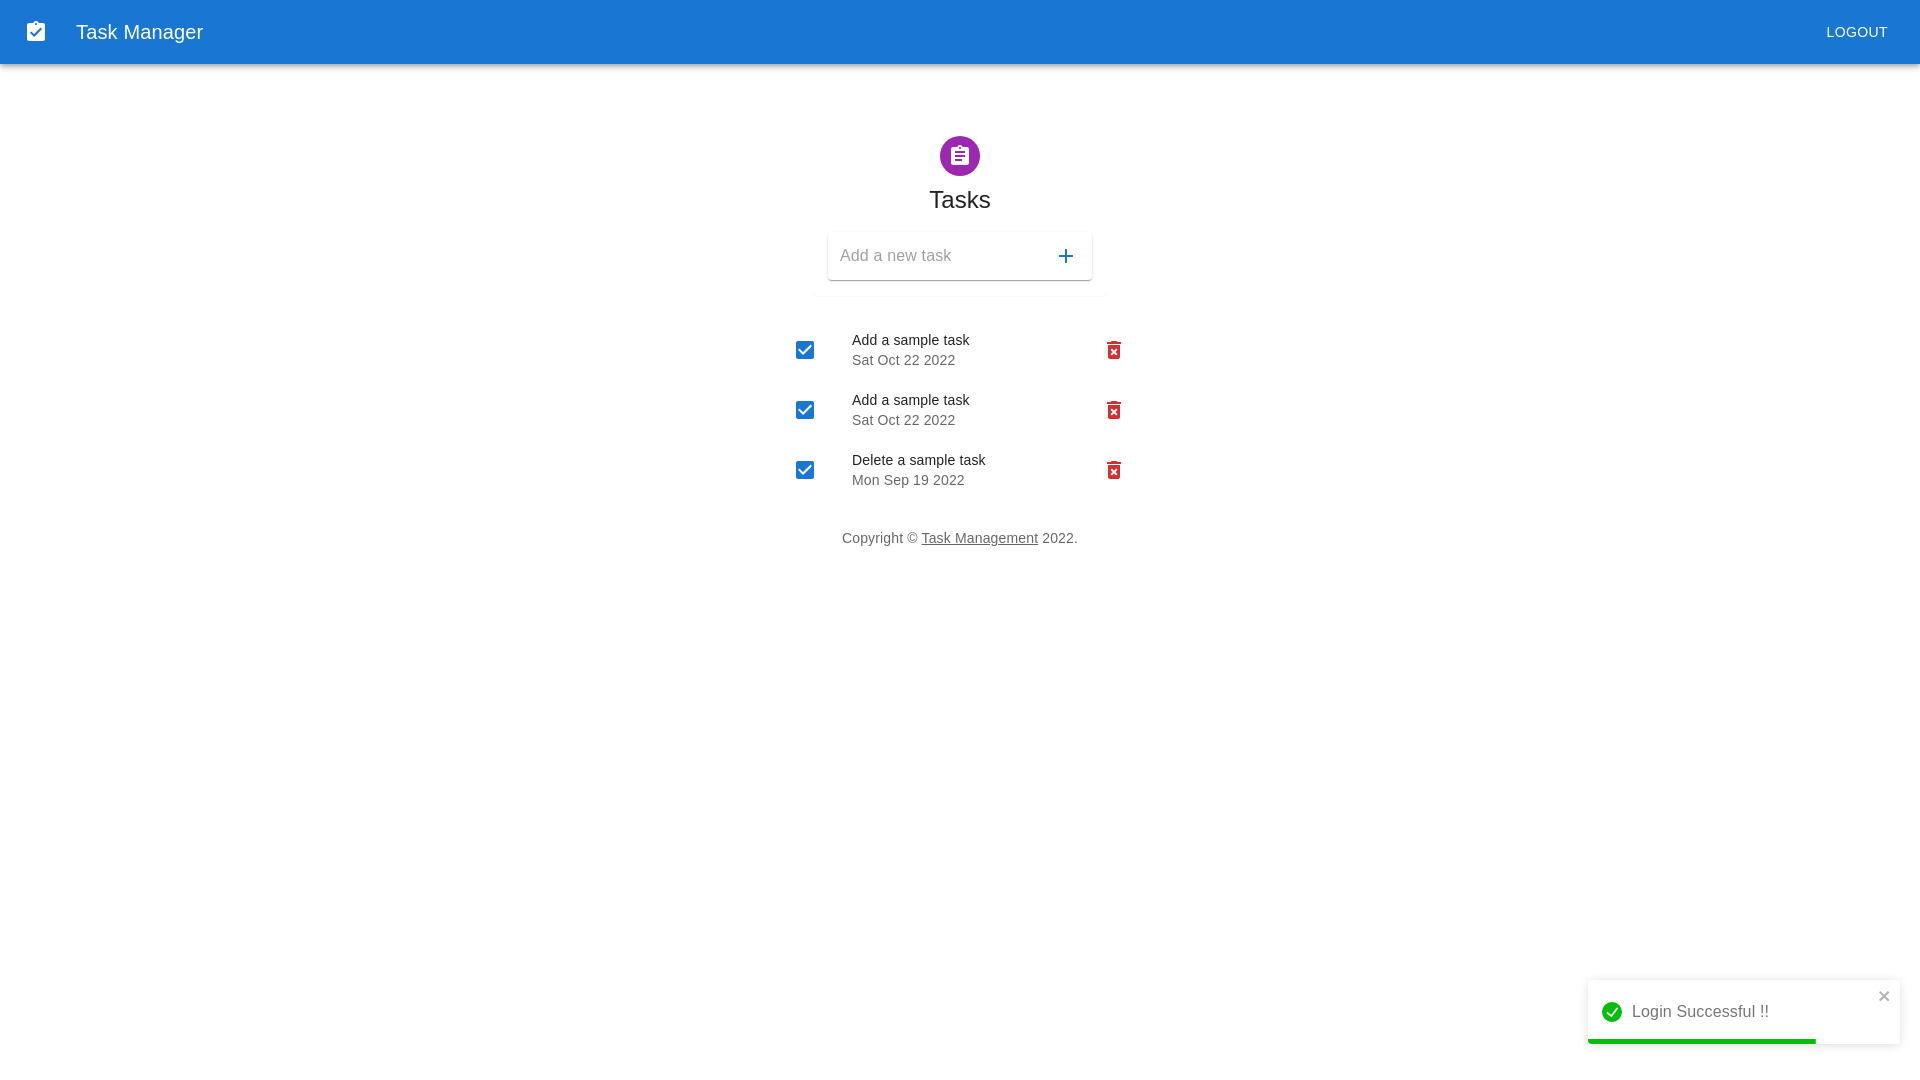 Task Manager
LOGOUT
Tasks
Add a new task
Add a sample task
Sat Oct 22 2022
Add a sample task
Sat Oct 22 2022
Delete a sample task
Mon Sep 19 2022
Copyright © Task Management 2022.
Login Successful !!